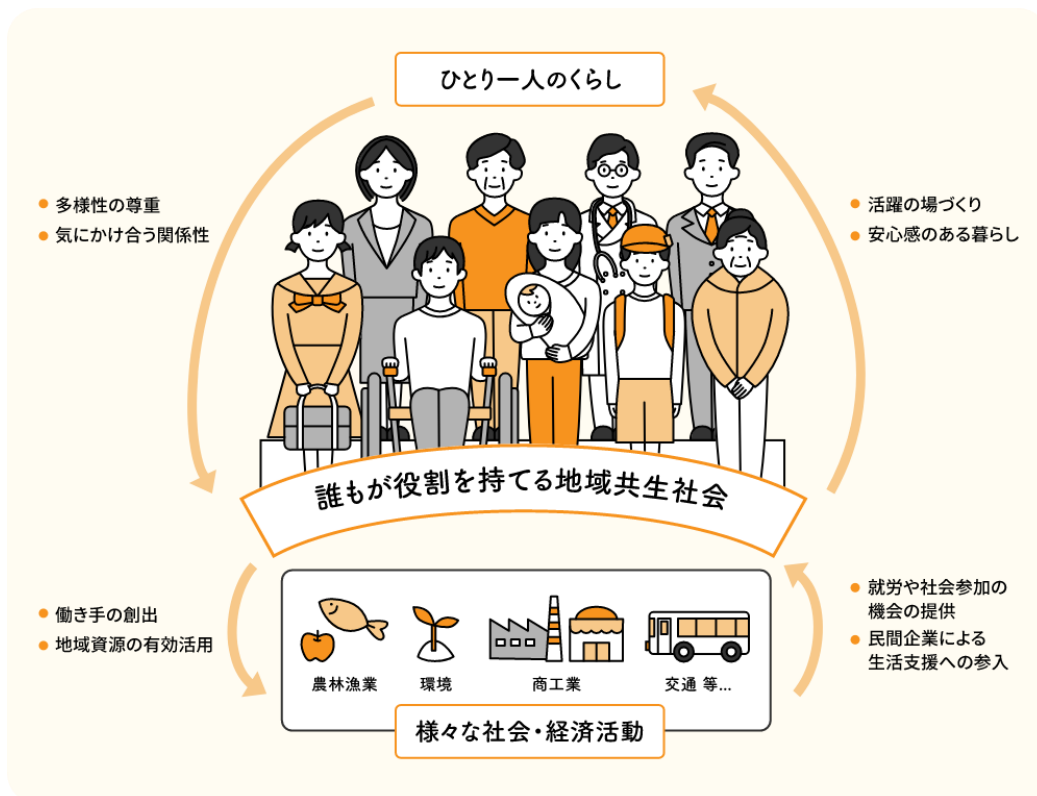 ひとり一人のくらし
● 多様性の尊重
● 気にかけ合う関係性
● 活躍の場づくり
● 安心感のある暮らし
誰もが役割を持てる地域共生社会
● 働き手の創出
● 地域資源の有効活用
● 就労や社会参加の
機会の提供
● 民間企業による
生活支援への参入
農林漁業
環境
商工業
交通 等...
様々な社会・経済活動